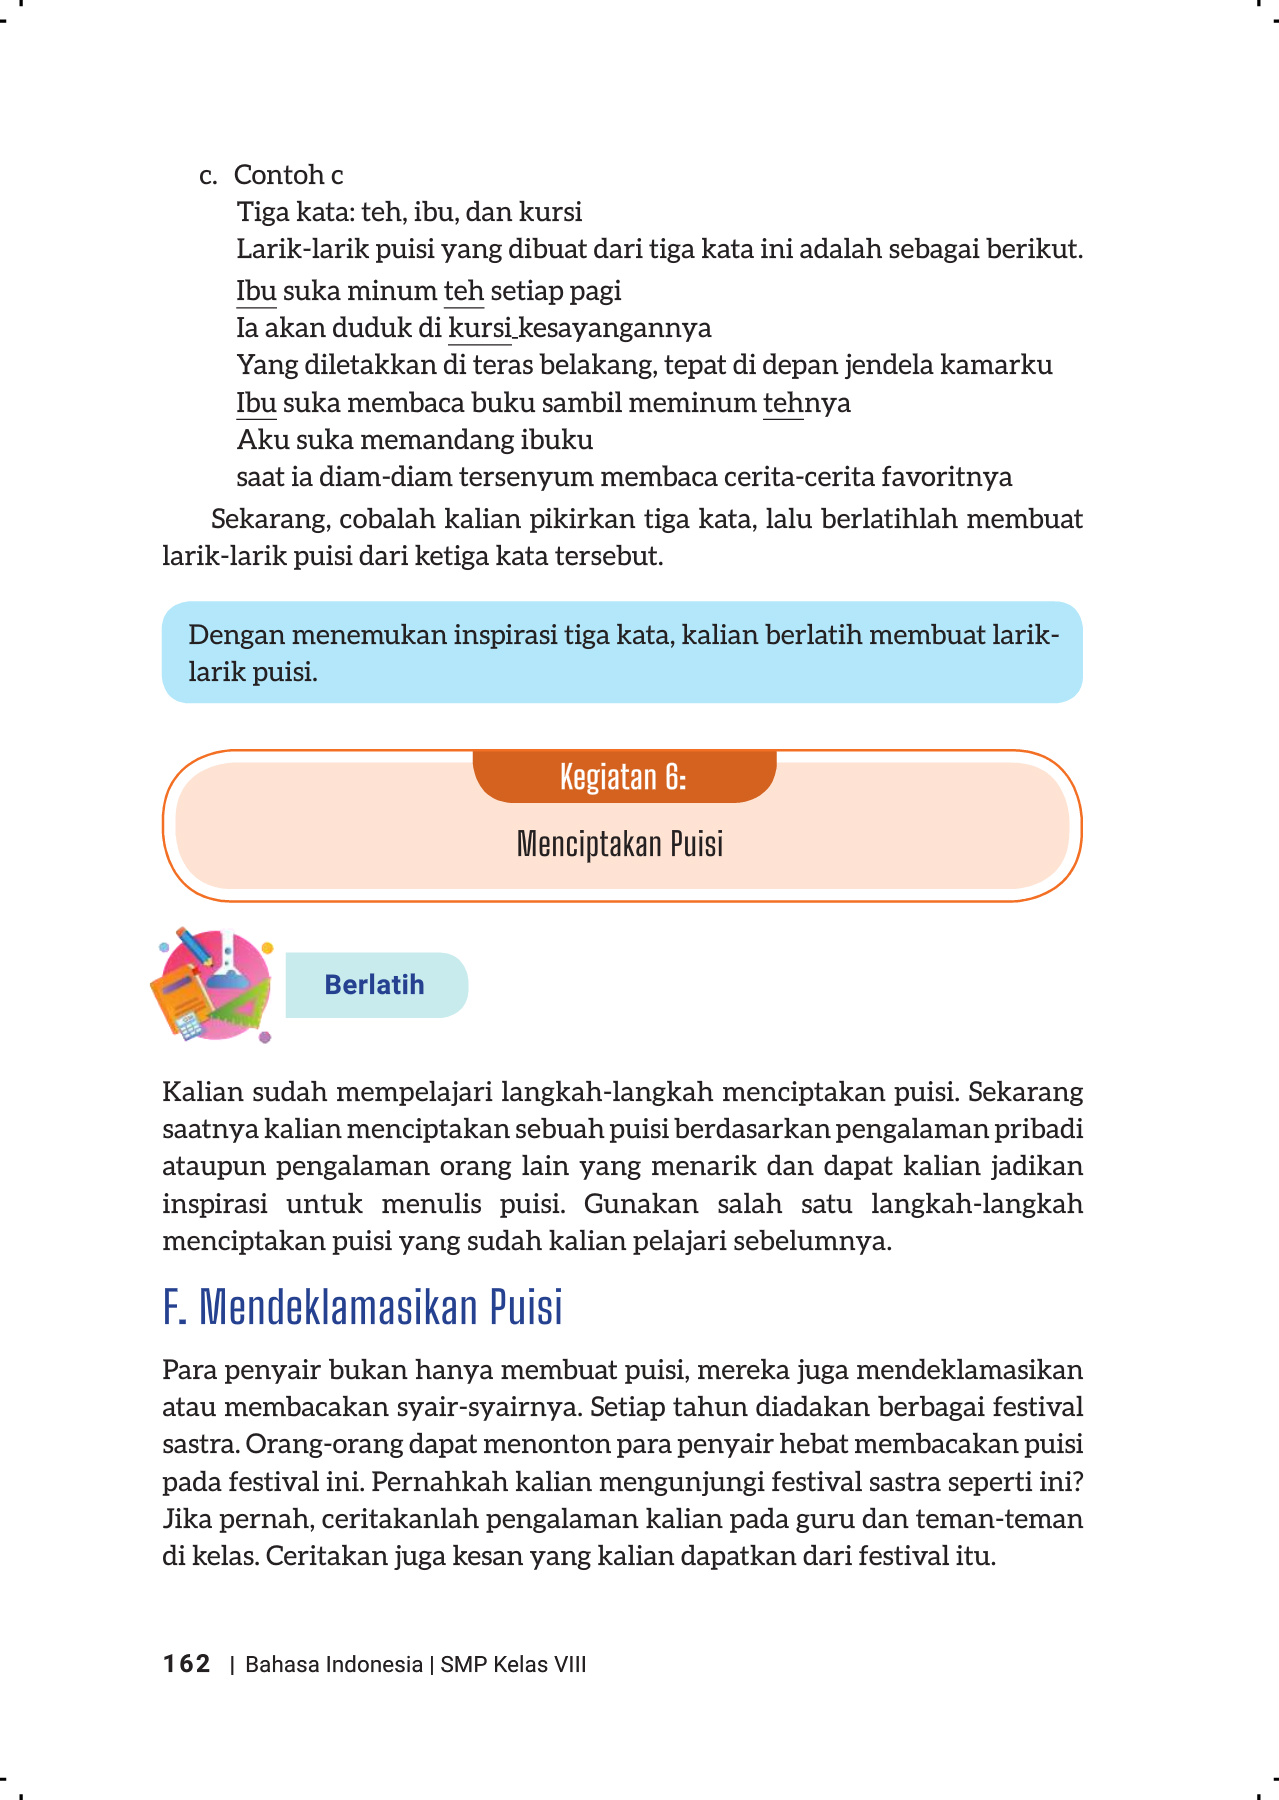 c. Contoh c
Tiga kata: teh, ibu, dan kursi
Larik-larik puisi yang dibuat dari tiga kata ini adalah sebagai berikut.
Ibu suka minum teh setiap pagi
Ia akan duduk di kursi kesayangannya
Yang diletakkan di teras belakang, tepat di depan jendela kamarku
Ibu suka membaca buku sambil meminum tehnya
Aku suka memandang ibuku
saat ia diam-diam tersenyum membaca cerita-cerita favoritnya
Sekarang, cobalah kalian pikirkan tiga kata, lalu berlatihlah membuat
larik-larik puisi dari ketiga kata tersebut.
Dengan menemukan inspirasi tiga kata, kalian berlatih membuat larik-
larik puisi.
Kegiatan 6:
Menciptakan Puisi
Berlatih
Kalian sudah mempelajari langkah-langkah menciptakan puisi. Sekarang
saatnya kalian menciptakan sebuah puisi berdasarkan pengalaman pribadi
ataupun pengalaman orang lain yang menarik dan dapat kalian jadikan
inspirasi untuk menulis puisi. Gunakan salah satu langkah-langkah
menciptakan puisi yang sudah kalian pelajari sebelumnya.
F. Mendeklamasikan Puisi
Para penyair bukan hanya membuat puisi, mereka juga mendeklamasikan
atau membacakan syair-syairnya. Setiap tahun diadakan berbagai festival
sastra. Orang-orang dapat menonton para penyair hebat membacakan puisi
pada festival ini. Pernahkah kalian mengunjungi festival sastra seperti ini?
Jika pernah, ceritakanlah pengalaman kalian pada guru dan teman-teman
di kelas. Ceritakan juga kesan yang kalian dapatkan dari festival itu.
162 | Bahasa Indonesia | SMP Kelas VIII